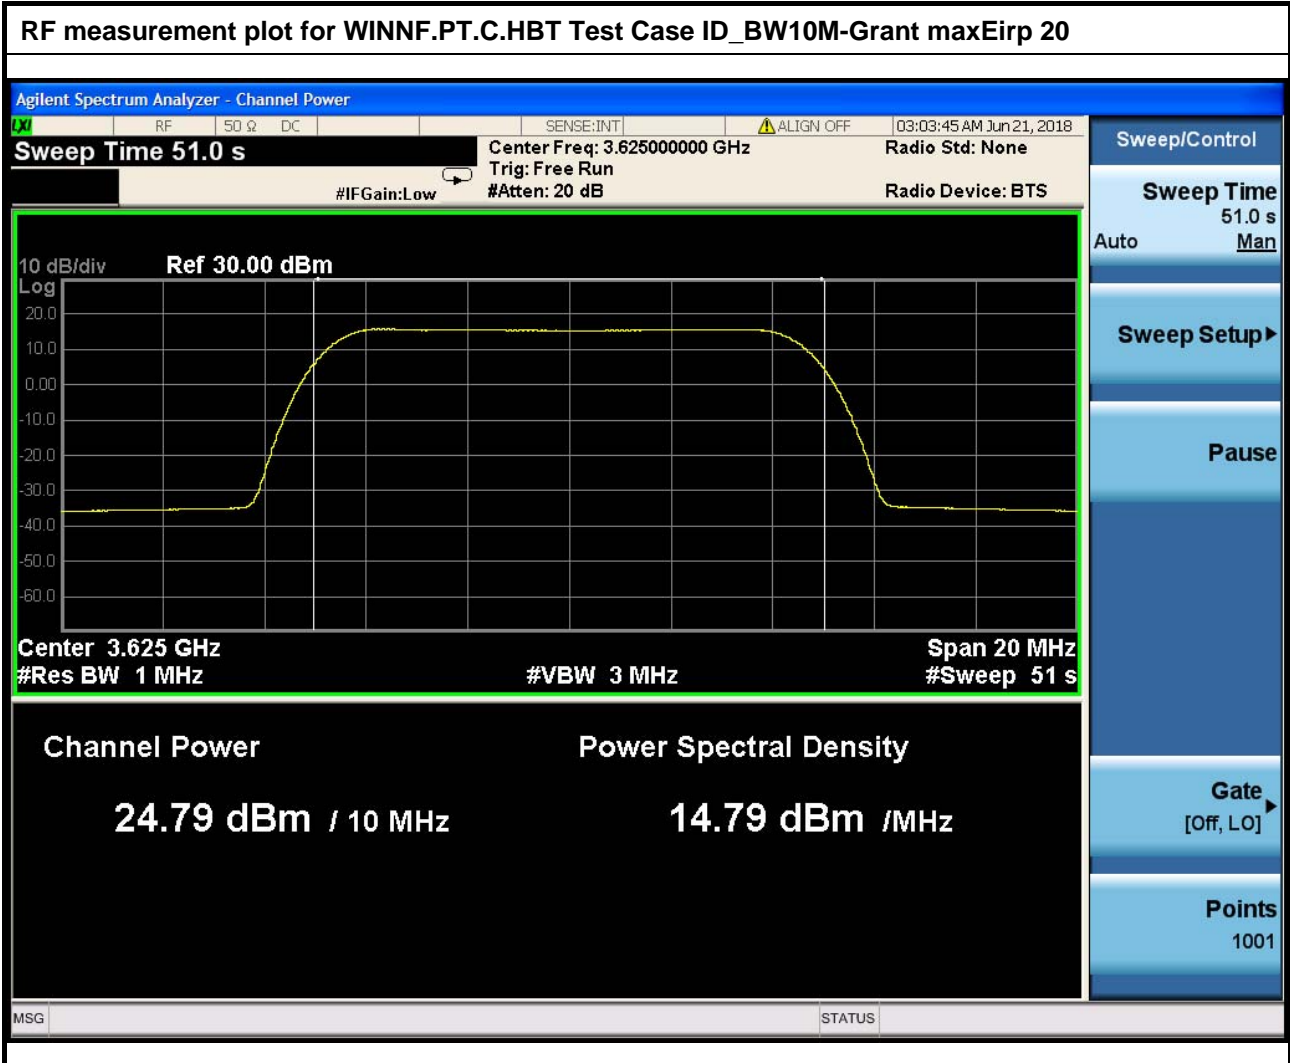 RF measurement plot for WINNF.PT.C.HBT Test Case ID_BW10M-Grant maxEirp 20
Agilent Spectrum Analyzer - Channel Power
LXI RF 50 Ω DC SENSE:INT ALIGN OFF 03:03:45 AM Jun 21, 2018
Sweep Time 51.0 s
Center Freq: 3.625000000 GHz
Radio Std: None
Trig: Free Run
#IFGain:Low
#Atten: 20 dB
Radio Device: BTS
10 dB/div Ref 30.00 dBm
Log
20.0
10.0
0.00
-10.0
-20.0
-30.0
-40.0
-50.0
-60.0
Center 3.625 GHz Span 20 MHz
#Res BW 1 MHz #VBW 3 MHz #Sweep 51 s
Channel Power Power Spectral Density
24.79 dBm / 10 MHz 14.79 dBm /MHz
Sweep/Control
Sweep Time
51.0 s
Auto Man
Sweep Setup
Pause
Gate
[Off, LO]
Points
1001
MSG STATUS